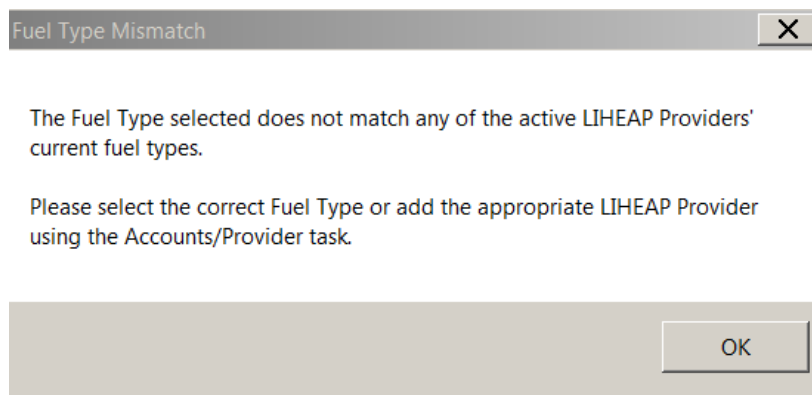 Fuel Type Mismatch
The Fuel Type selected does not match any of the active LIHEAP Providers'
current fuel types.
Please select the correct Fuel Type or add the appropriate LIHEAP Provider
using the Accounts/Provider task.
OK